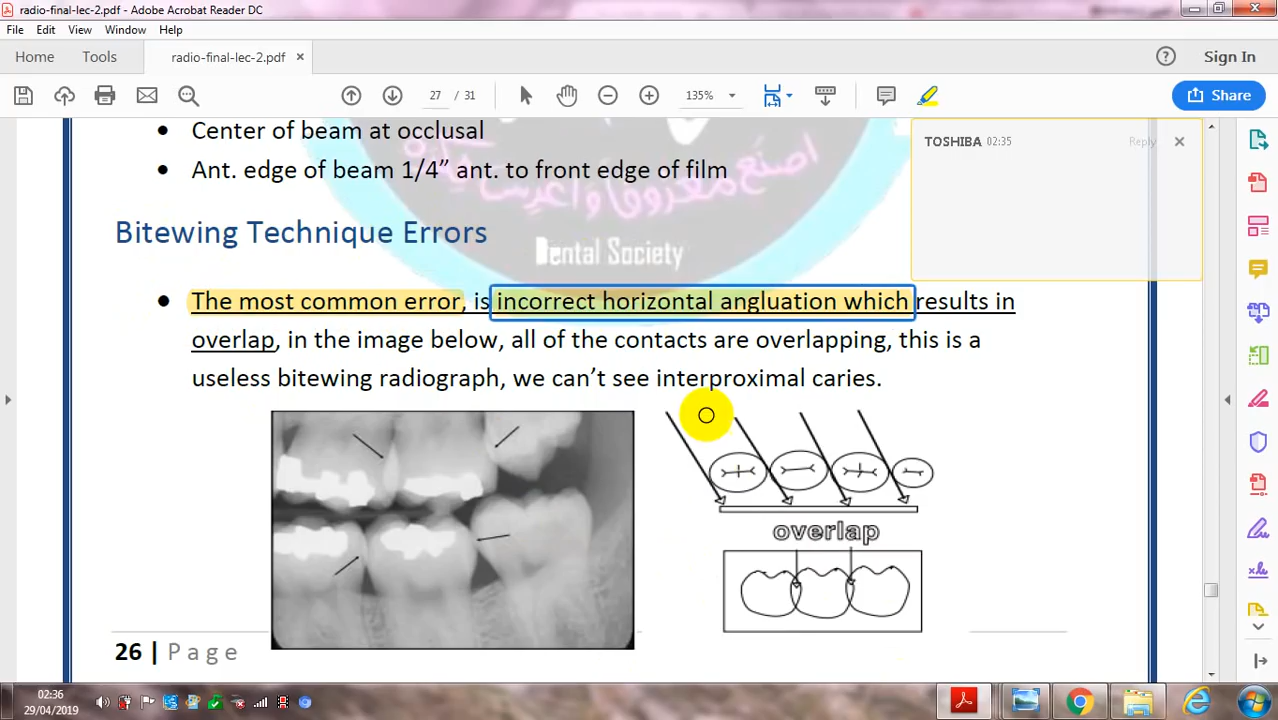 radio-final-lec-2.pdf - Adobe Acrobat Reader DC
File Edit View Window Help
Home Tools radio-final-lec-2.pdf × Sign In
27 / 31 135% Share
Center of beam at occlusal
Ant. edge of beam 1/4” ant. to front edge of film
TOSHIBA 02:35 Reply
اصنع معروفا واغرسه
Bitewing Technique Errors
Dental Society
The most common error, is incorrect horizontal angluation which results in
overlap, in the image below, all of the contacts are overlapping, this is a
useless bitewing radiograph, we can’t see interproximal caries.
overlap
26 | Page
02:36
29/04/2019